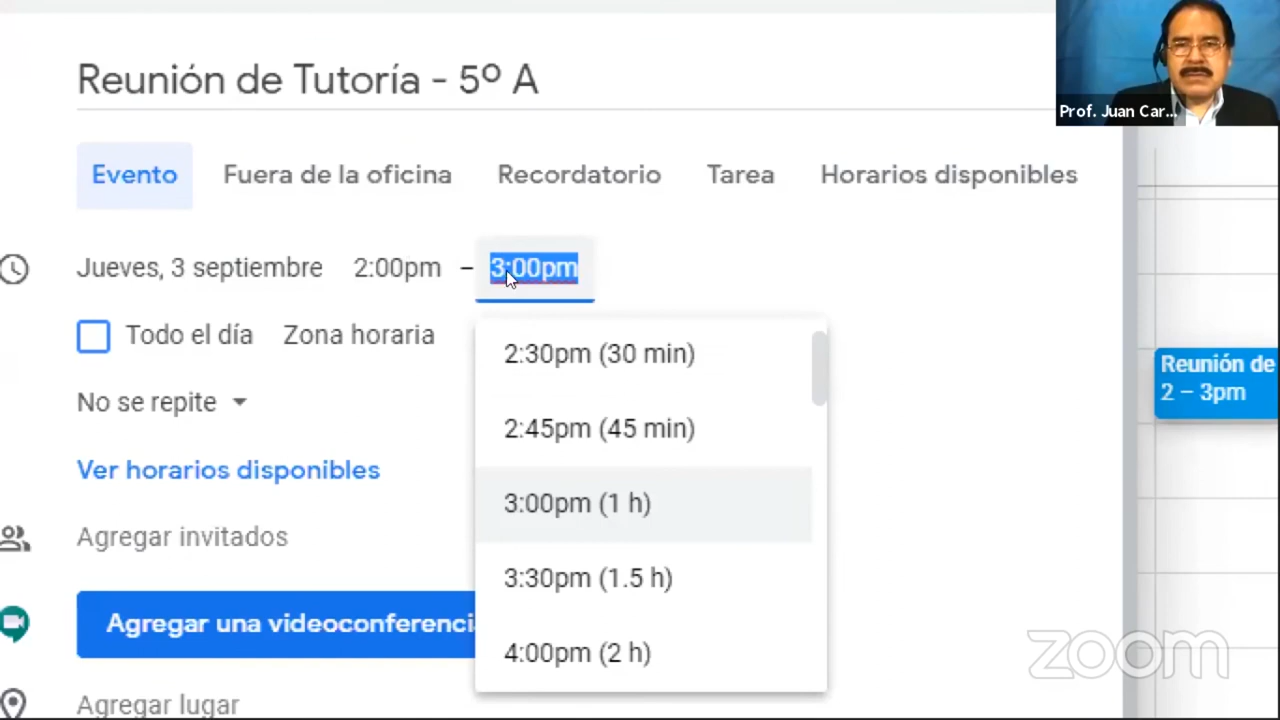 Reunión de Tutoría - 5º A
Prof. Juan Car...
Evento Fuera de la oficina Recordatorio Tarea Horarios disponibles
Jueves, 3 septiembre 2:00pm – 3:00pm
Todo el día Zona horaria
2:30pm (30 min)
Reunión de
2 – 3pm
No se repite
2:45pm (45 min)
Ver horarios disponibles
3:00pm (1 h)
Agregar invitados
3:30pm (1.5 h)
Agregar una videoconferenci
4:00pm (2 h)
zoom
Agregar lugar